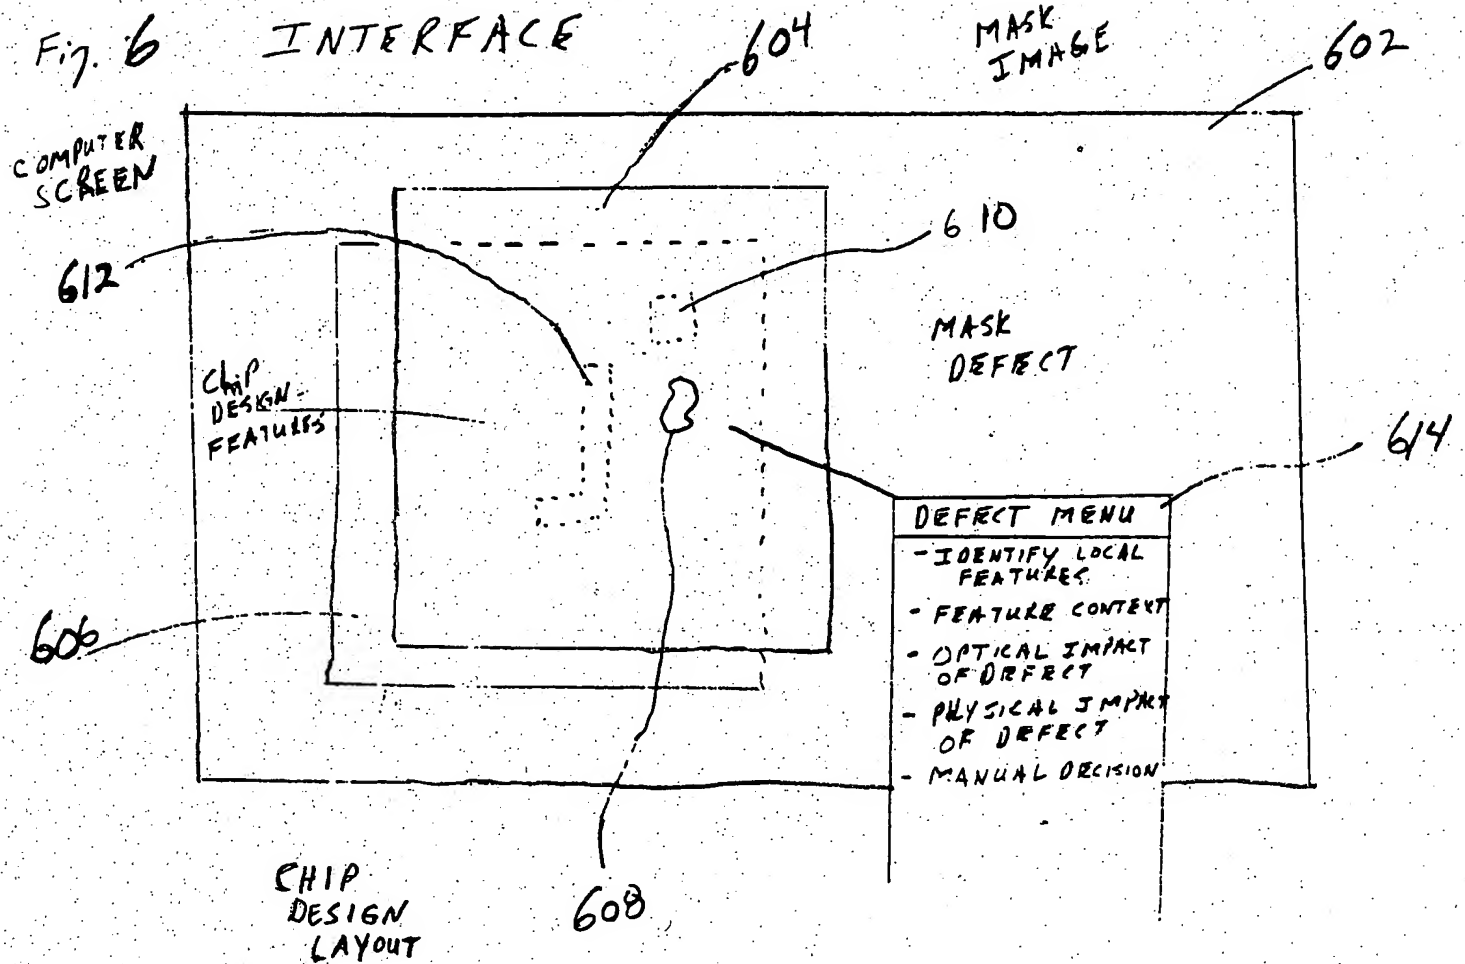 Fig. 6 INTERFACE
604
MASK
IMAGE
602
COMPUTER
SCREEN
610
612
MASK
DEFECT
Chip
DESIGN
FEATURES
614
DEFECT MENU
- IDENTIFY LOCAL
FEATURES
- FEATURE CONTEXT
- OPTICAL IMPACT
OF DEFECT
- PHYSICAL IMPACT
OF DEFECT
- MANUAL DECISION
606
CHIP
DESIGN
LAYOUT
608